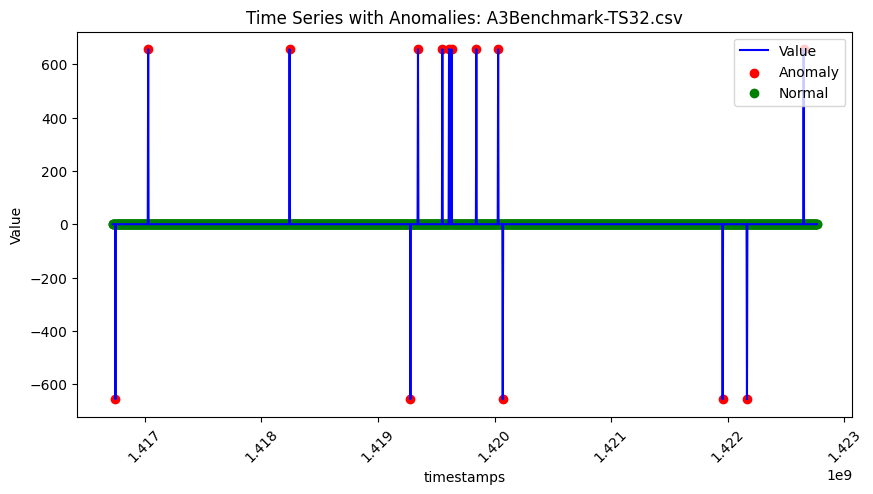 Time Series with Anomalies: A3Benchmark-TS32.csv
Value
Anomaly
Normal
600
400
200
0
−200
−400
−600
Value
1.417
1.418
1.419
1.420
1.421
1.422
1.423
1e9
timestamps